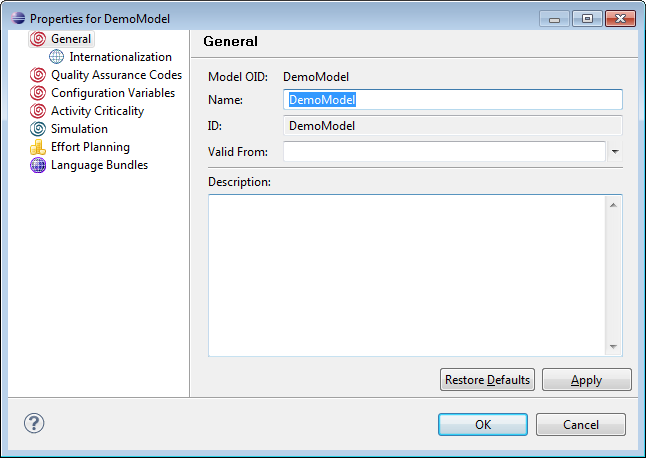 Properties for DemoModel
General
Internationalization
Quality Assurance Codes
Configuration Variables
Activity Criticality
Simulation
Effort Planning
Language Bundles
General
Model OID: DemoModel
Name: DemoModel
ID: DemoModel
Valid From:
Description:
Restore Defaults Apply
? OK Cancel